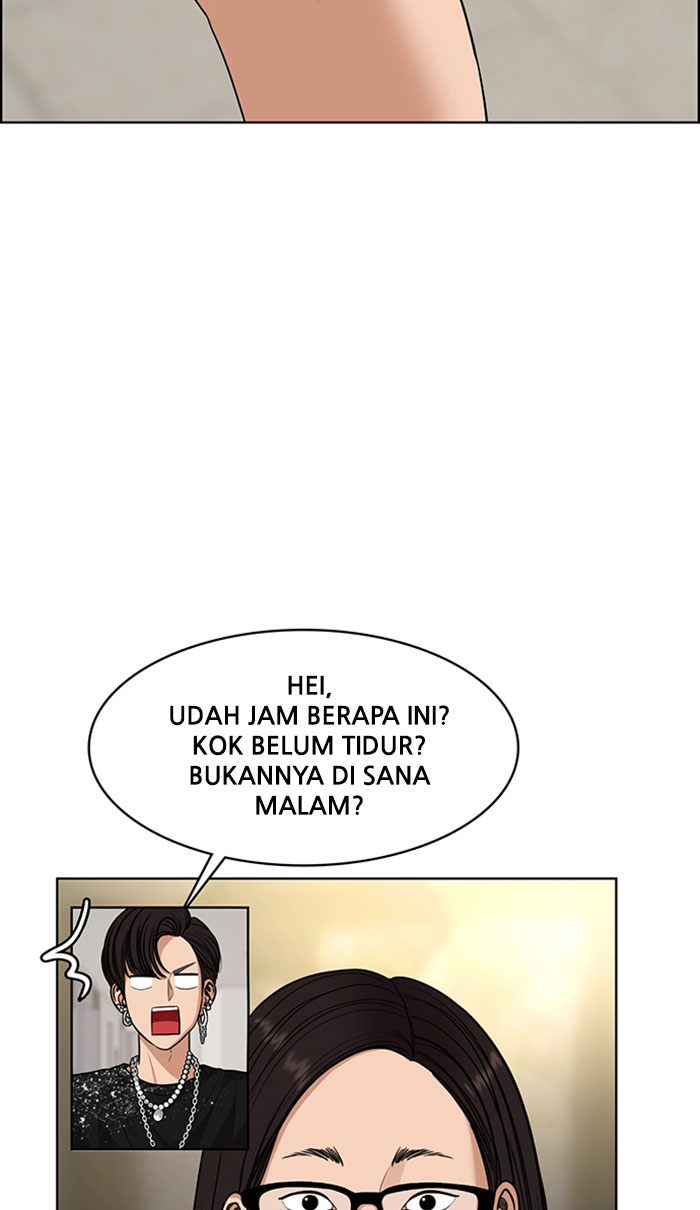 HEI,
UDAH JAM BERAPA INI?
KOK BELUM TIDUR?
BUKANNYA DI SANA
MALAM?